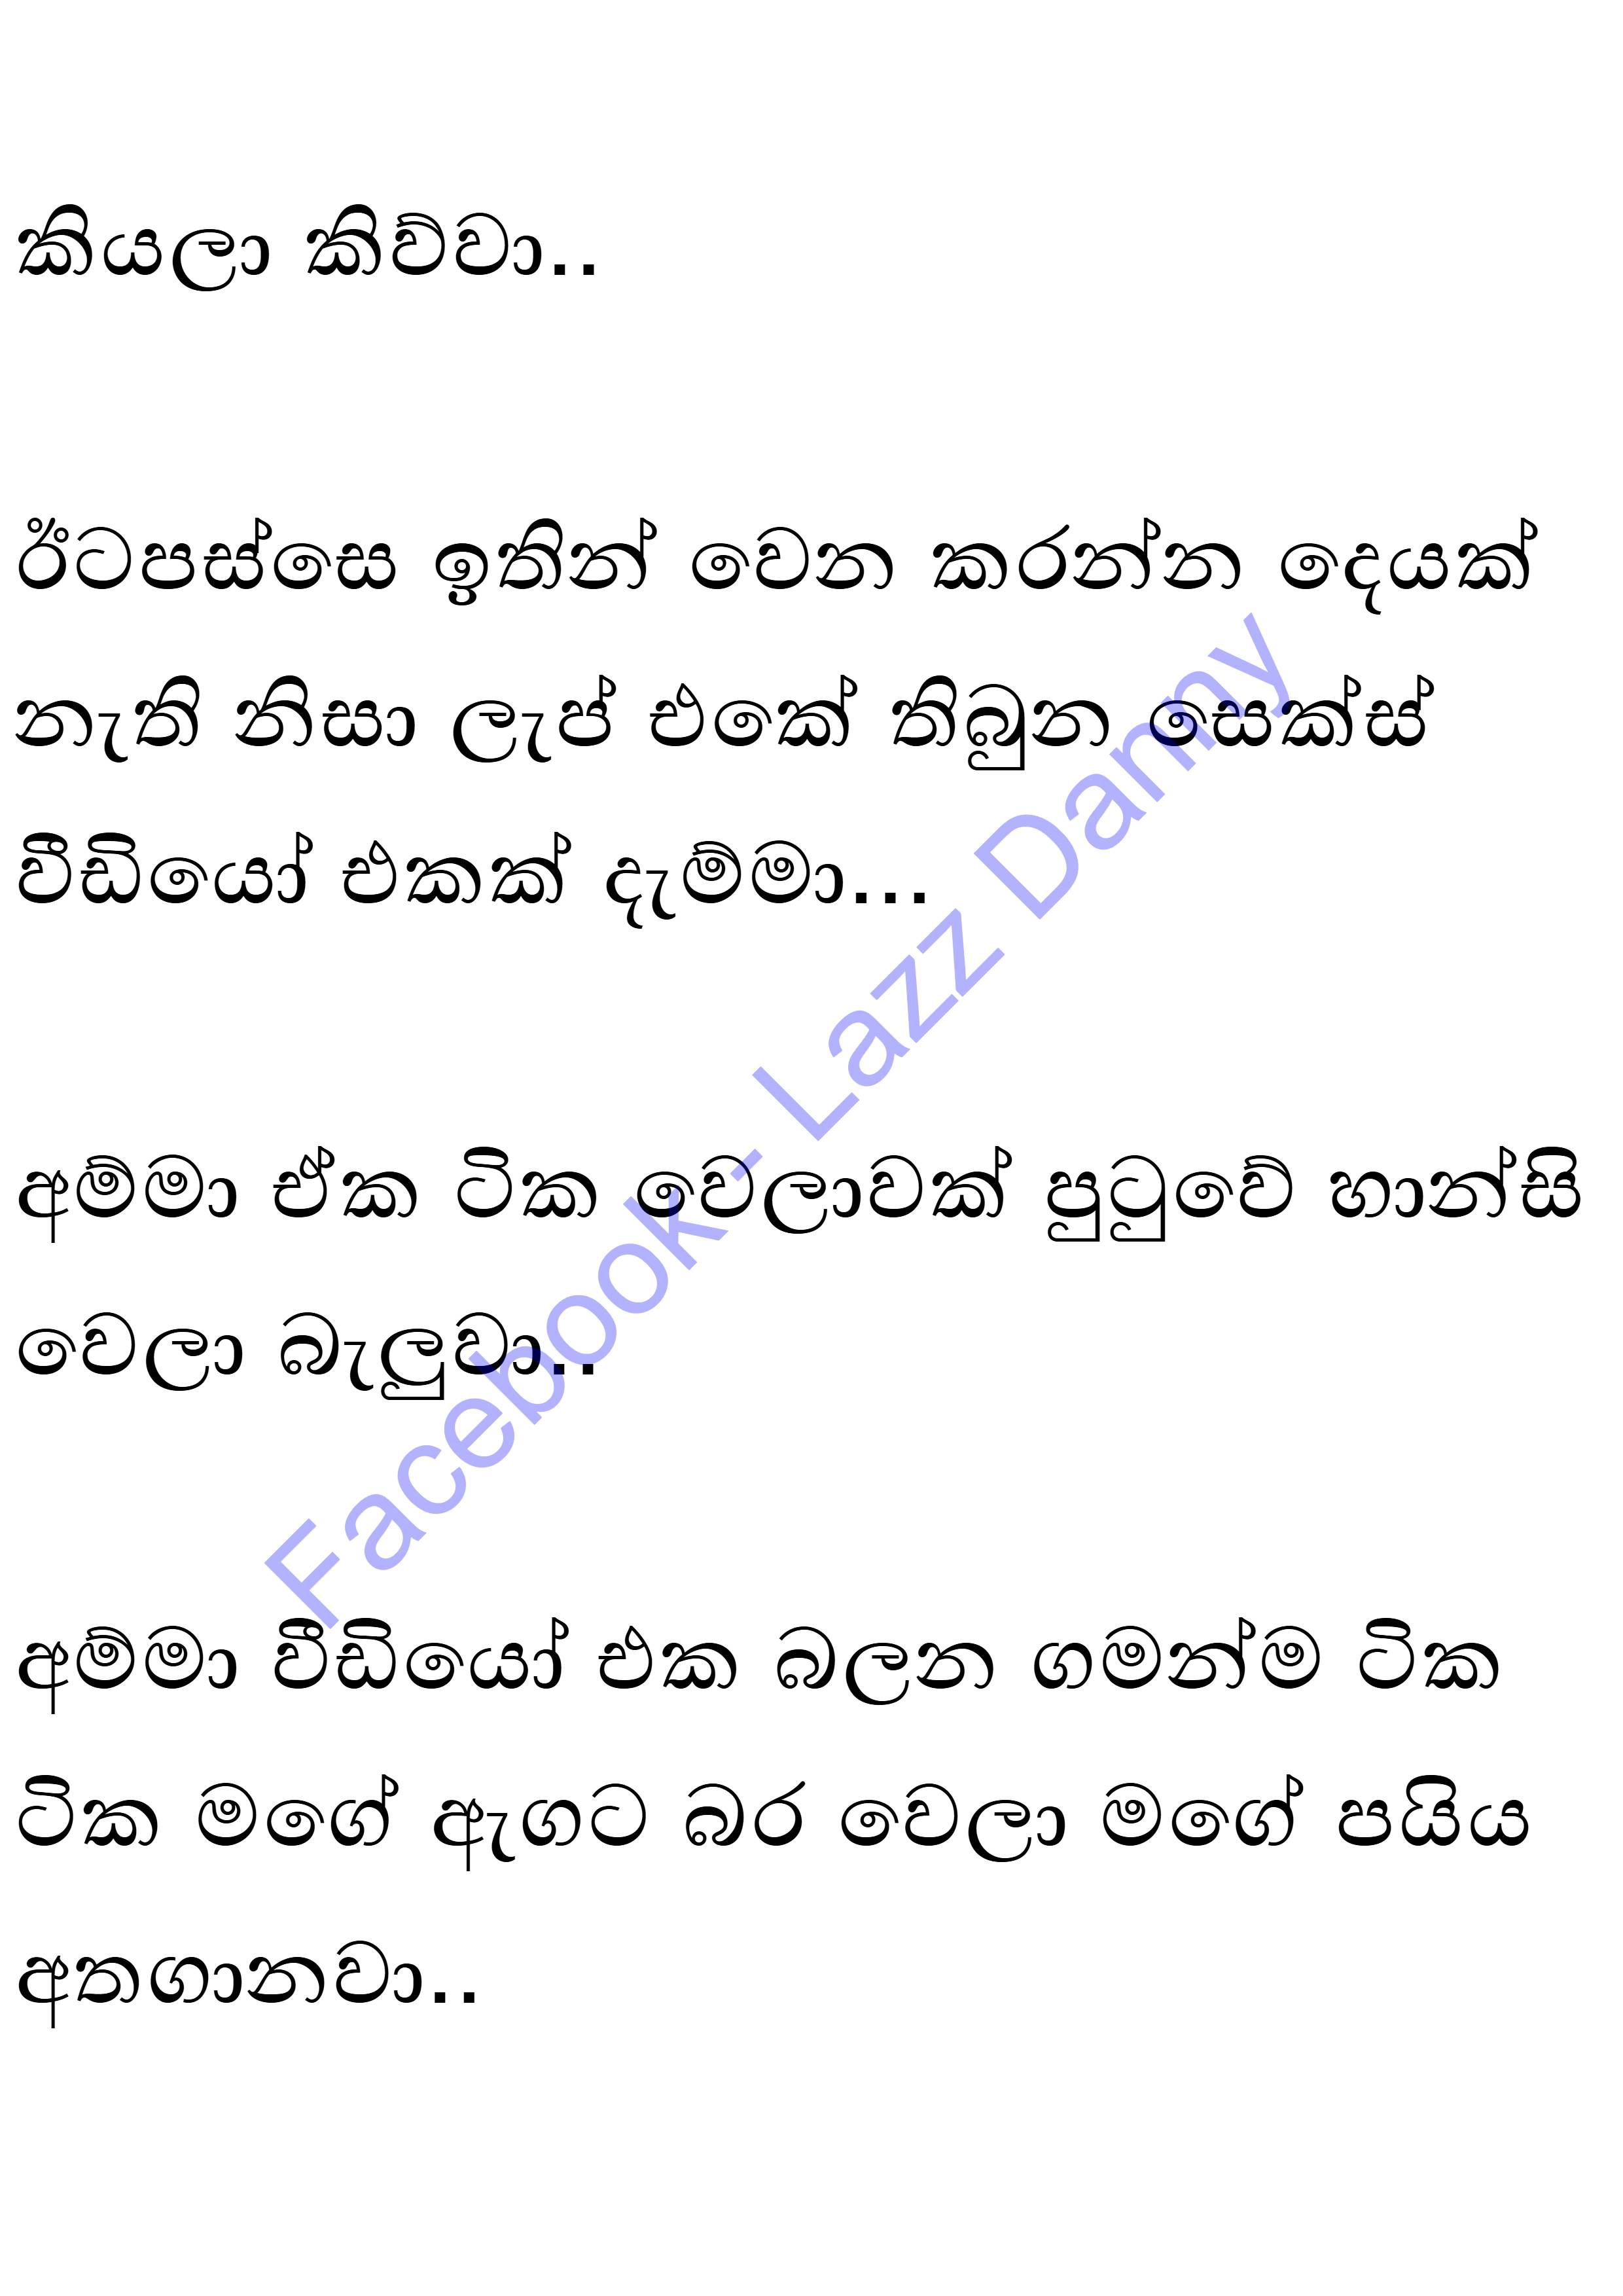 කියලා කිව්වා..
ඊටපස්සෙ ඉතින් වෙන කරන්න දෙයක්
නැති නිසා ලැප් එකේ තිබුන සෙක්ස්
වීඩියෝ එකක් දැම්මා...
අම්මා ඒක ටික වෙලාවක් පුටුවේ හාන්සි
වෙලා බැලුවා..
අම්මා වීඩියෝ එක බලන ගමන්ම ටික
ටික මගේ ඇගට බර වෙලා මගේ පයිය
අතගානවා..
Facebook - Lazz Danny